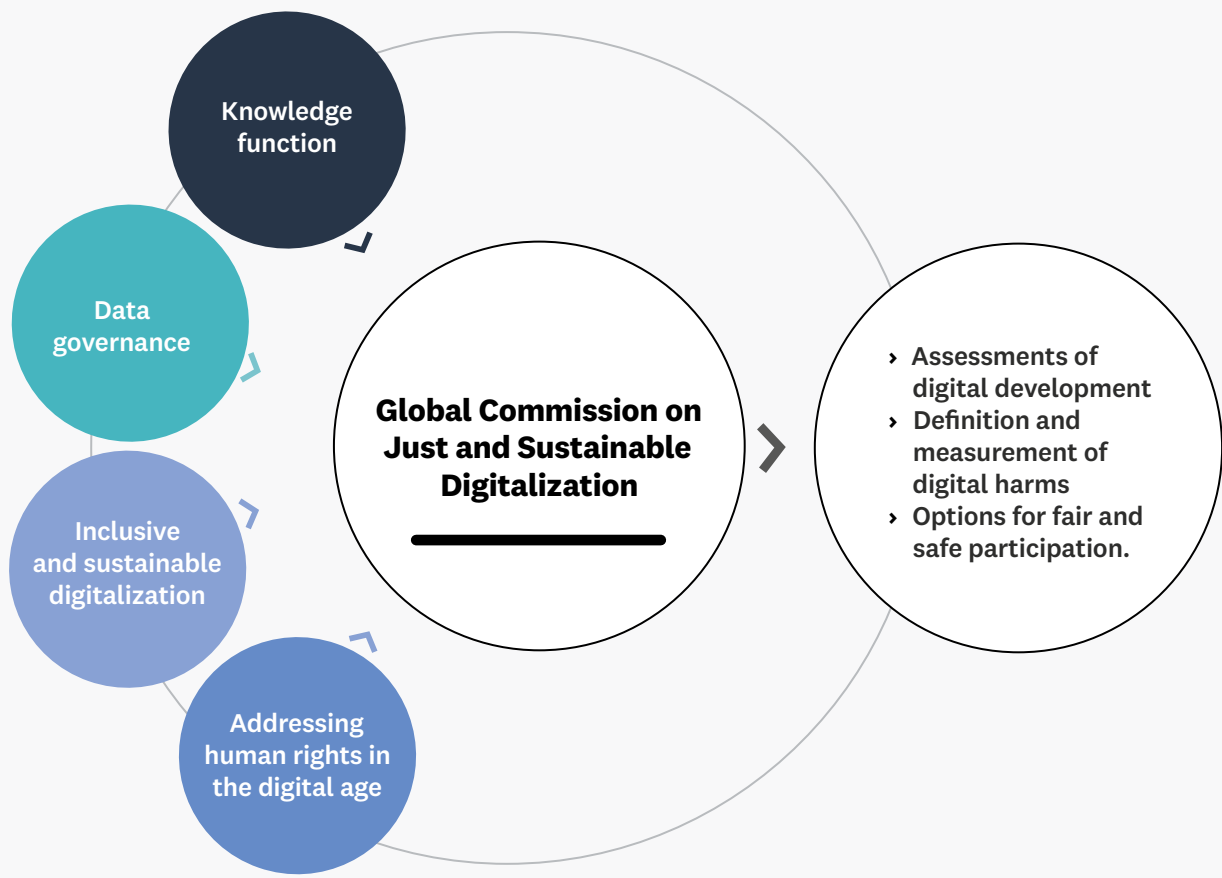 Knowledge
function
Data
governance
Inclusive
and sustainable
digitalization
Addressing
human rights in
the digital age
Global Commission on
Just and Sustainable
Digitalization
› Assessments of
digital development
› Definition and
measurement of
digital harms
› Options for fair and
safe participation.